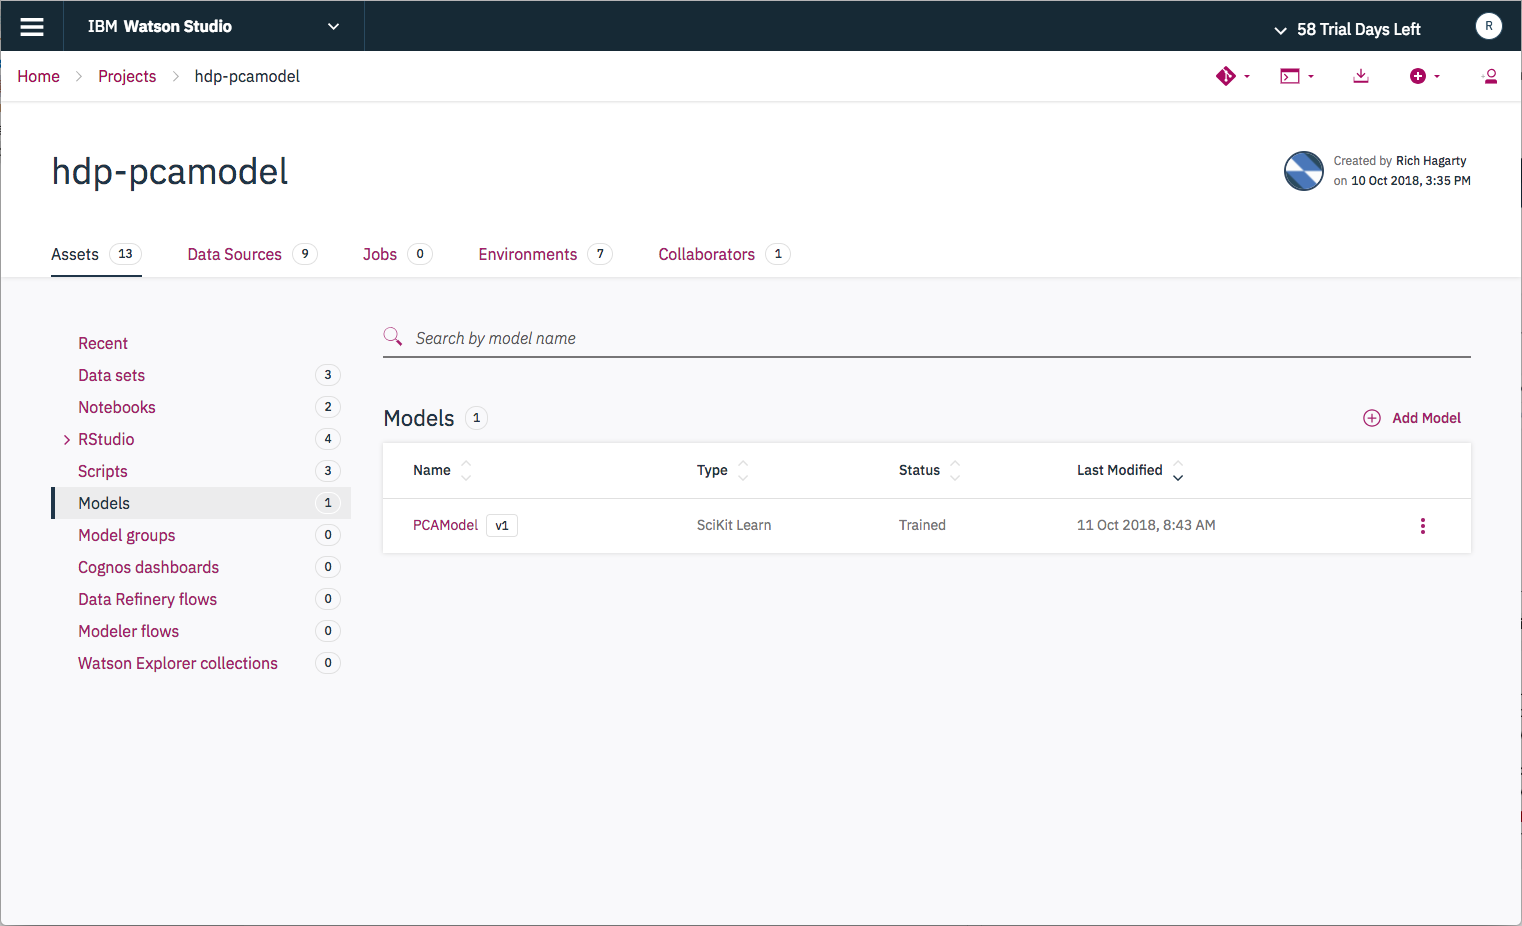 IBM Watson Studio
58 Trial Days Left
R
Home > Projects > hdp-pcamodel
hdp-pcamodel
Created by Rich Hagarty
on 10 Oct 2018, 3:35 PM
Assets 13 Data Sources 9 Jobs 0 Environments 7 Collaborators 1
Recent
Data sets 3
Notebooks 2
RStudio 4
Scripts 3
Models 1
Model groups 0
Cognos dashboards 0
Data Refinery flows 0
Modeler flows 0
Watson Explorer collections 0
Search by model name
Models 1
Add Model
Name Type Status Last Modified
PCAModel v1 SciKit Learn Trained 11 Oct 2018, 8:43 AM